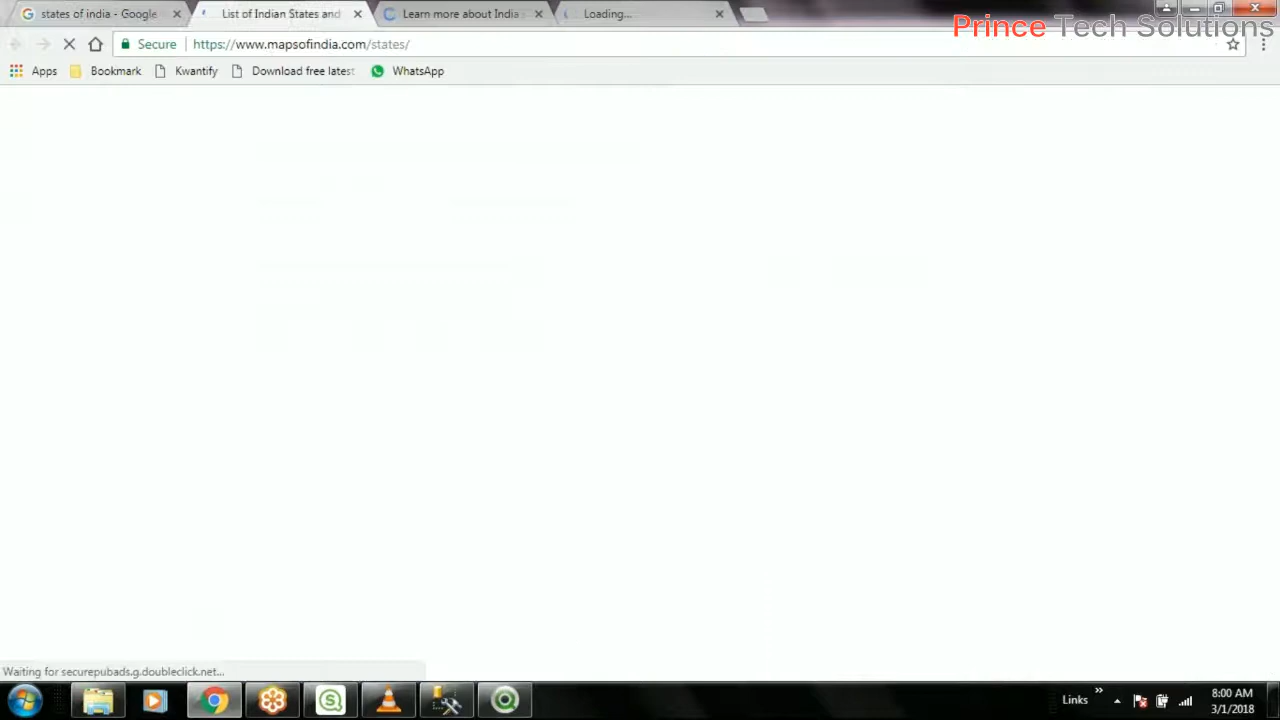 states of india - Google
List of Indian States and
Learn more about India
Loading...
Prince Tech Solutions
Secure
https://www.mapsofindia.com/states/
Apps
Bookmark
Kwantify
Download free latest
WhatsApp
Waiting for securepubads.g.doubleclick.net...
Links
8:00 AM
3/1/2018